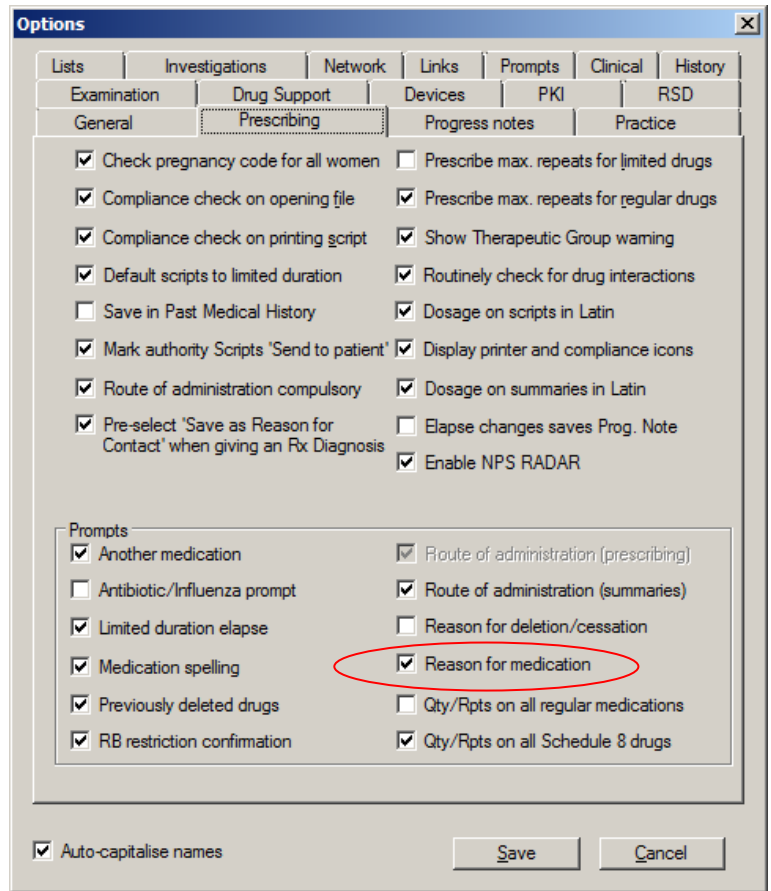 Options
Lists
Investigations
Network
Links
Prompts
Clinical
History
Examination
Drug Support
Devices
PKI
RSD
General
Prescribing
Progress notes
Practice
Check pregnancy code for all women
Compliance check on opening file
Compliance check on printing script
Default scripts to limited duration
Save in Past Medical History
Mark authority Scripts 'Send to patient'
Route of administration compulsory
Pre-select 'Save as Reason for
Contact' when giving an Rx Diagnosis
Prescribe max. repeats for limited drugs
Prescribe max. repeats for regular drugs
Show Therapeutic Group warning
Routinely check for drug interactions
Dosage on scripts in Latin
Display printer and compliance icons
Dosage on summaries in Latin
Elapse changes saves Prog. Note
Enable NPS RADAR
Prompts
Another medication
Antibiotic/Influenza prompt
Limited duration elapse
Medication spelling
Previously deleted drugs
RB restriction confirmation
Route of administration (prescribing)
Route of administration (summaries)
Reason for deletion/cessation
Reason for medication
Qty/Rpts on all regular medications
Qty/Rpts on all Schedule 8 drugs
Auto-capitalise names
Save
Cancel